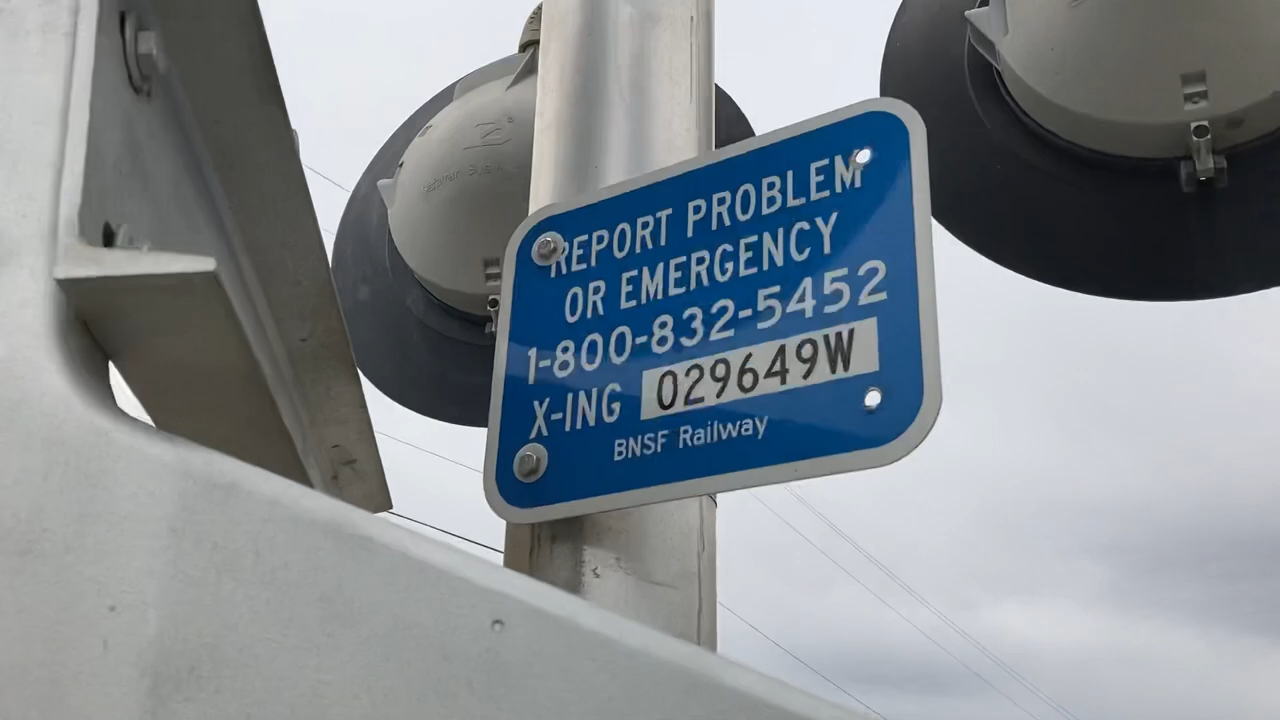 REPORT PROBLEM
OR EMERGENCY
1-800-832-5452
X-ING 029649W
BNSF Railway